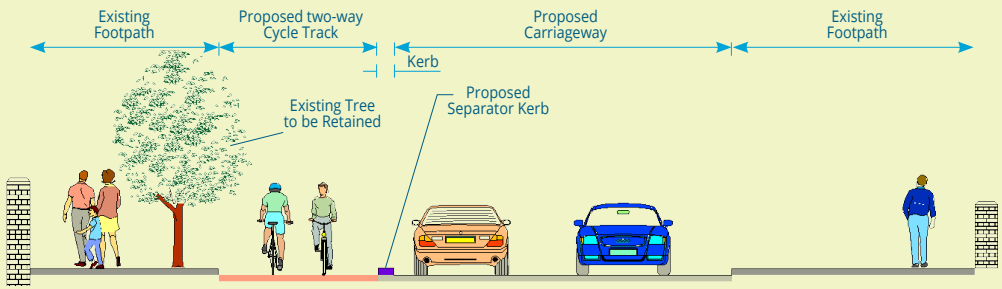 Existing
Footpath
Proposed two-way
Cycle Track
Proposed
Carriageway
Existing
Footpath
Kerb
Proposed
Separator Kerb
Existing Tree
to be Retained